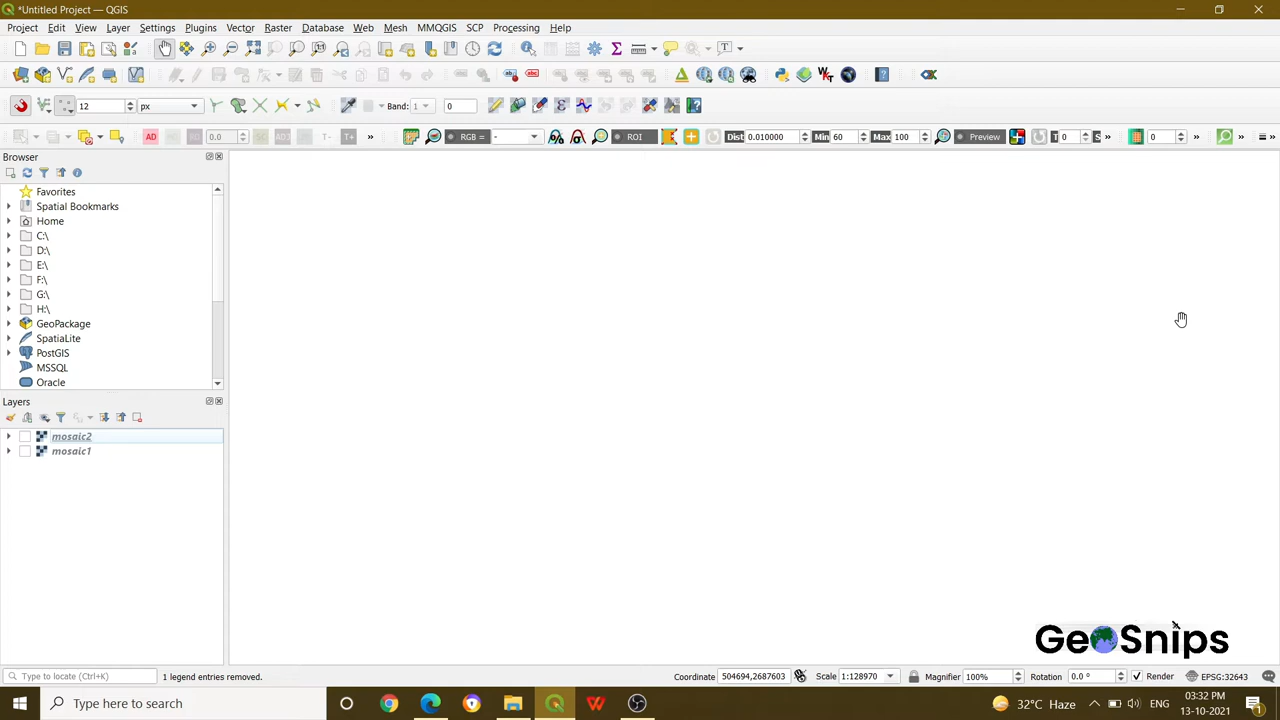 *Untitled Project — QGIS
Project Edit View Layer Settings Plugins Vector Raster Database Web Mesh MMQGIS SCP Processing Help
12 px Band: 1 0
AD 0.0 T- T+ » RGB = - ROI Dist 0.010000 Min 60 Max 100 Preview T 0 S » 0 » »
Browser
Favorites
Spatial Bookmarks
Home
C:\
D:\
E:\
F:\
G:\
H:\
GeoPackage
SpatiaLite
PostGIS
MSSQL
Oracle
Layers
mosaic2
mosaic1
GeoSnips
Type to locate (Ctrl+K) 1 legend entries removed. Coordinate 504694,2687603 Scale 1:128970 Magnifier 100% Rotation 0.0 ° Render EPSG:32643
Type here to search 32°C Haze ENG 03:32 PM
13-10-2021 1